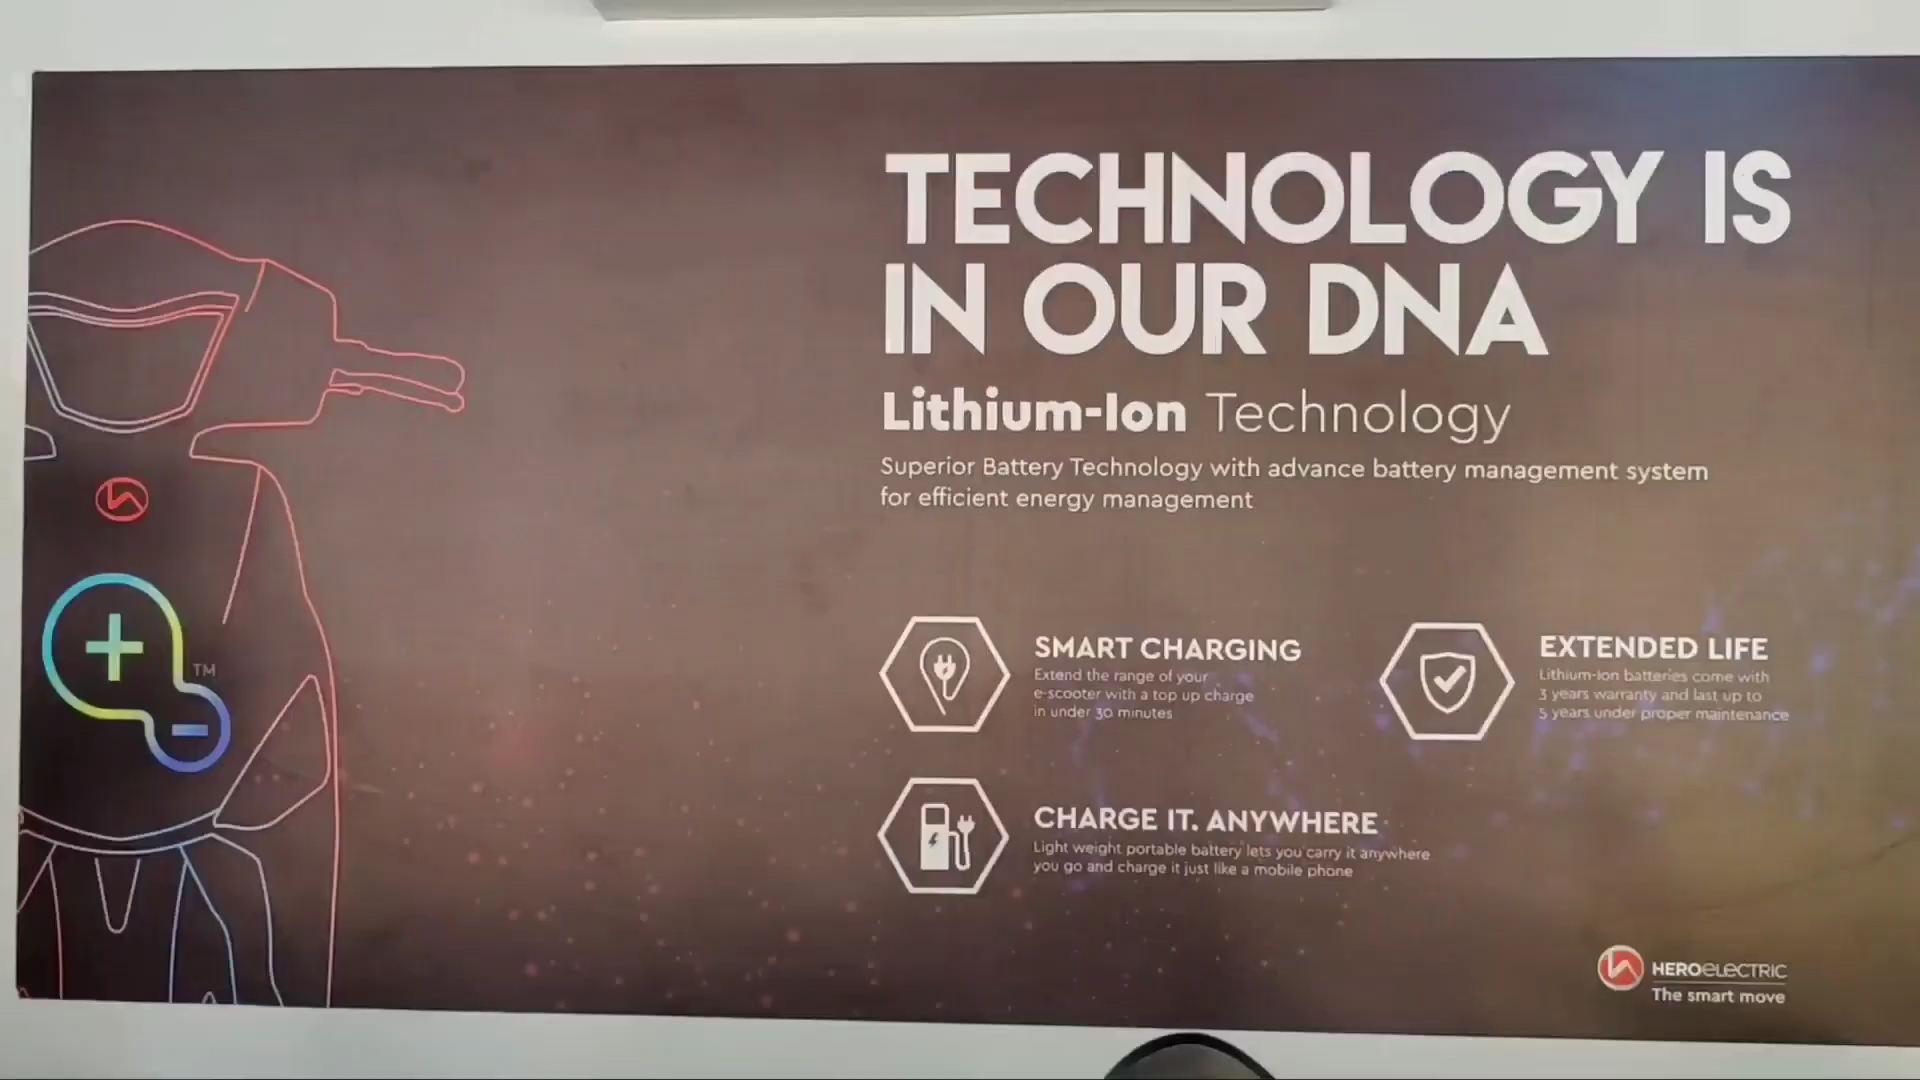 TECHNOLOGY IS
IN OUR DNA
Lithium-Ion Technology
Superior Battery Technology with advance battery management system
for efficient energy management
SMART CHARGING
Extend the range of your
e-scooter with a top up charge
in under 30 minutes
EXTENDED LIFE
Lithium-Ion batteries come with
3 years warranty and last up to
5 years under proper maintenance
CHARGE IT. ANYWHERE
Light weight portable battery lets you carry it anywhere
you go and charge it just like a mobile phone
TM
HEROELECTRIC
The smart move